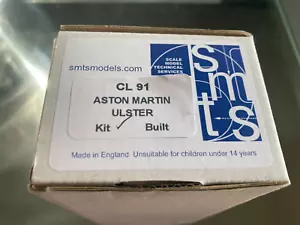 smtsmodels.com
SCALE
MODEL
TECHNICAL
SERVICES
smts
CL 91
ASTON MARTIN
ULSTER
Kit Built
Made in England. Unsuitable for children under 14 years